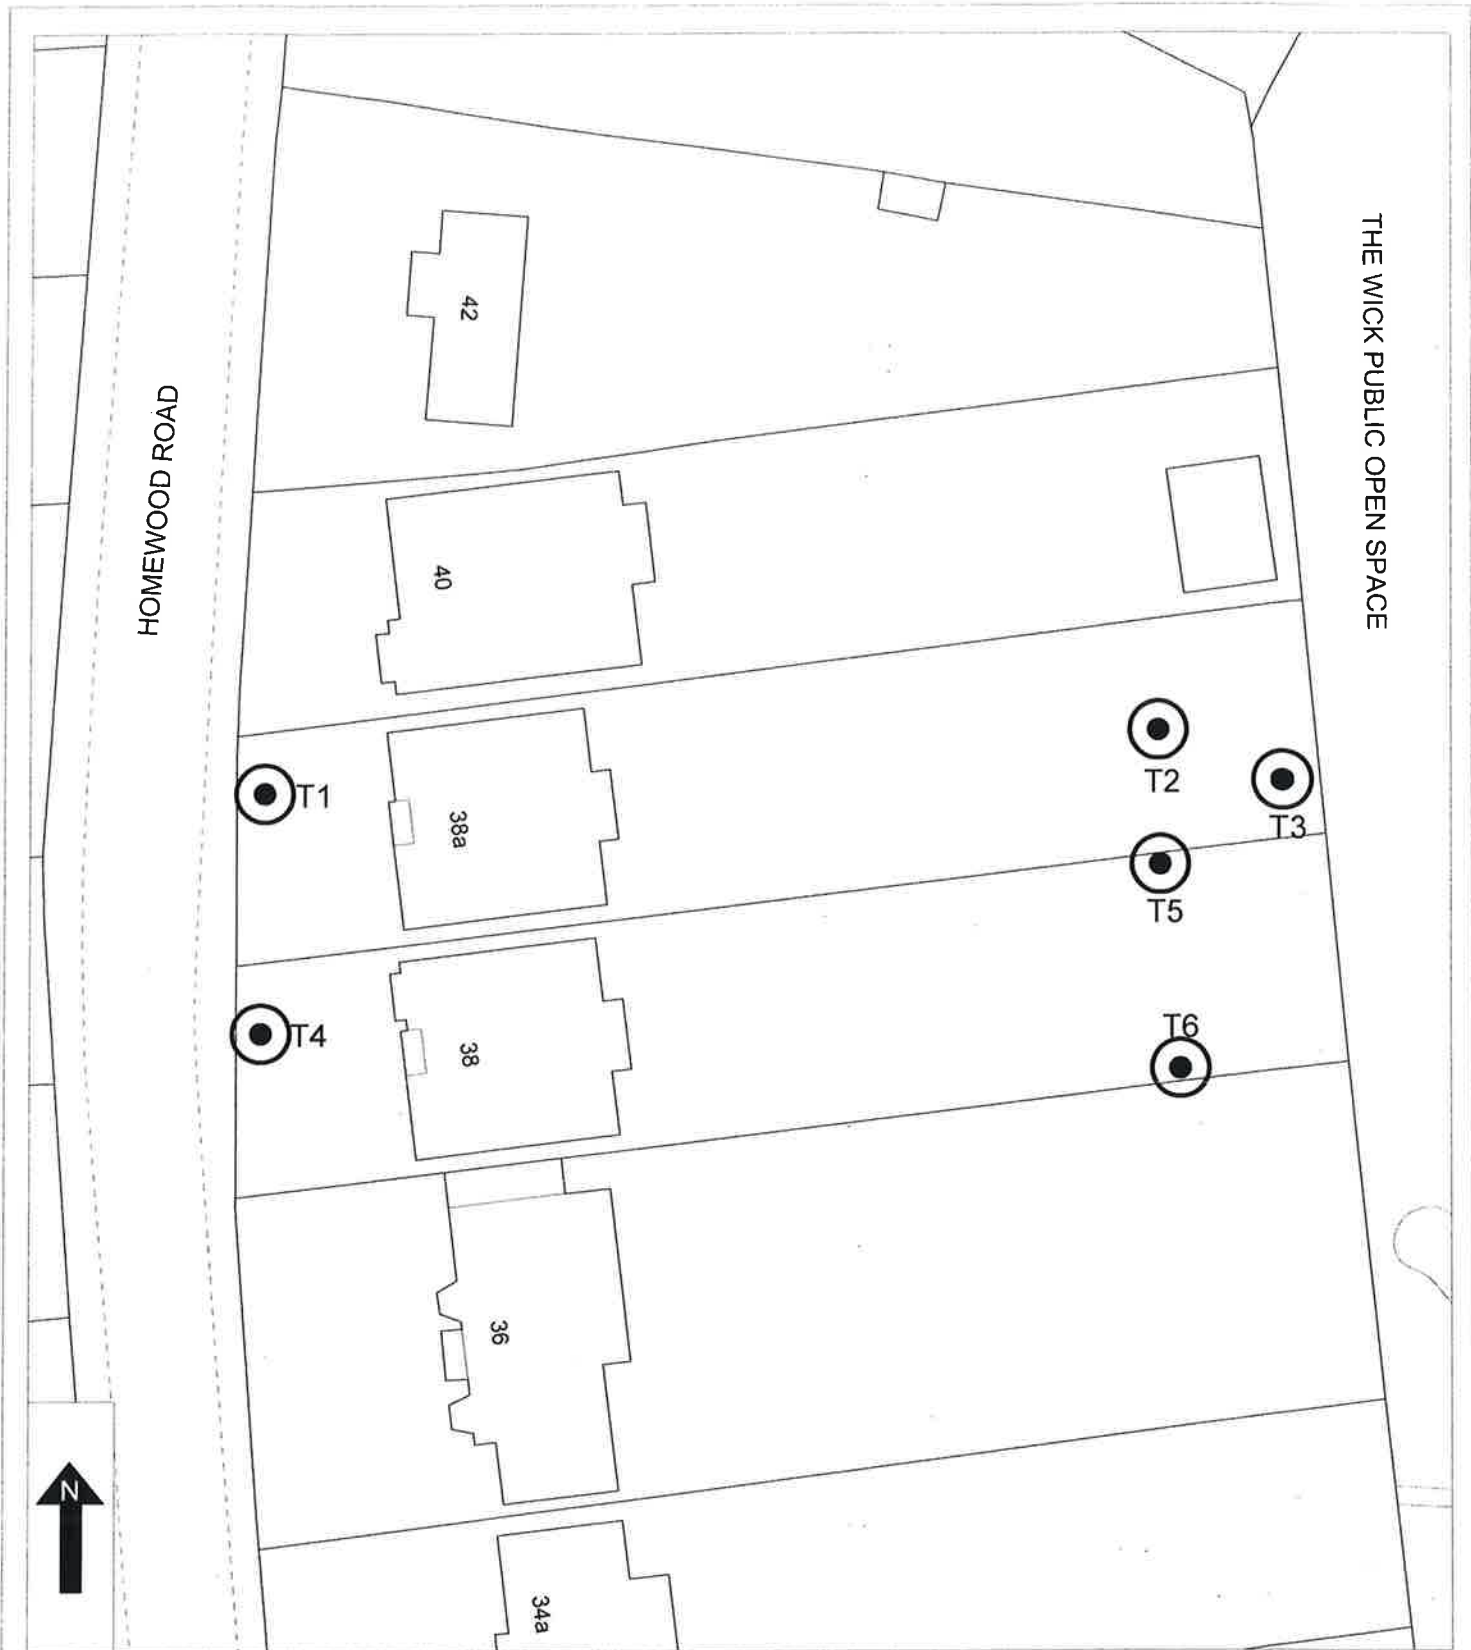 THE WICK PUBLIC OPEN SPACE
42
HOMEWOOD ROAD
40
T2
T1
T3
38a
T5
T4
T6
38
36
N
34a